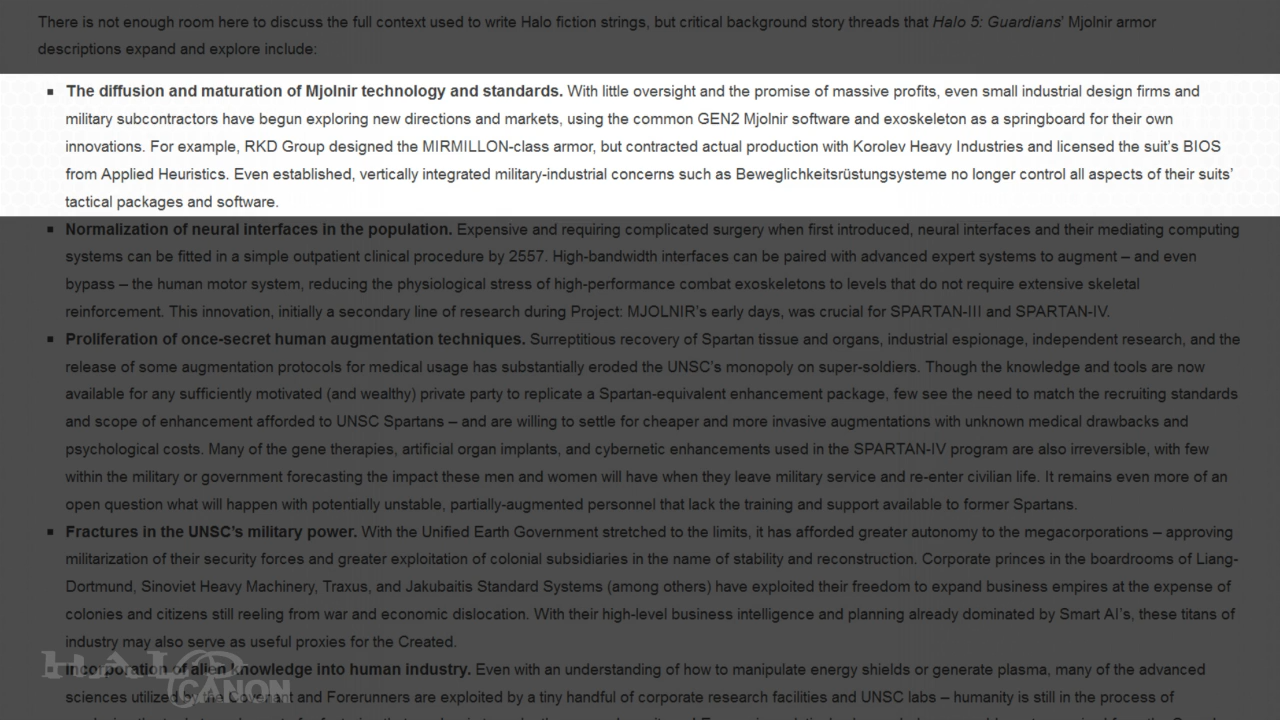 There is not enough room here to discuss the full context used to write Halo fiction strings, but critical background story threads that Halo 5: Guardians' Mjolnir armor
descriptions expand and explore include:
▪ The diffusion and maturation of Mjolnir technology and standards. With little oversight and the promise of massive profits, even small industrial design firms and
military subcontractors have begun exploring new directions and markets, using the common GEN2 Mjolnir software and exoskeleton as a springboard for their own
innovations. For example, RKD Group designed the MIRMILLON-class armor, but contracted actual production with Korolev Heavy Industries and licensed the suit's BIOS
from Applied Heuristics. Even established, vertically integrated military-industrial concerns such as Beweglichkeitsrüstungsysteme no longer control all aspects of their suits'
tactical packages and software.
▪ Normalization of neural interfaces in the population. Expensive and requiring complicated surgery when first introduced, neural interfaces and their mediating computing
systems can be fitted in a simple outpatient clinical procedure by 2557. High-bandwidth interfaces can be paired with advanced expert systems to augment – and even
bypass – the human motor system, reducing the physiological stress of high-performance combat exoskeletons to levels that do not require extensive skeletal
reinforcement. This innovation, initially a secondary line of research during Project: MJOLNIR's early days, was crucial for SPARTAN-III and SPARTAN-IV.
▪ Proliferation of once-secret human augmentation techniques. Surreptitious recovery of Spartan tissue and organs, industrial espionage, independent research, and the
release of some augmentation protocols for medical usage has substantially eroded the UNSC's monopoly on super-soldiers. Though the knowledge and tools are now
available for any sufficiently motivated (and wealthy) private party to replicate a Spartan-equivalent enhancement package, few see the need to match the recruiting standards
and scope of enhancement afforded to UNSC Spartans – and are willing to settle for cheaper and more invasive augmentations with unknown medical drawbacks and
psychological costs. Many of the gene therapies, artificial organ implants, and cybernetic enhancements used in the SPARTAN-IV program are also irreversible, with few
within the military or government forecasting the impact these men and women will have when they leave military service and re-enter civilian life. It remains even more of an
open question what will happen with potentially unstable, partially-augmented personnel that lack the training and support available to former Spartans.
▪ Fractures in the UNSC's military power. With the Unified Earth Government stretched to the limits, it has afforded greater autonomy to the megacorporations – approving
militarization of their security forces and greater exploitation of colonial subsidiaries in the name of stability and reconstruction. Corporate princes in the boardrooms of Liang-
Dortmund, Sinoviet Heavy Machinery, Traxus, and Jakubaitis Standard Systems (among others) have exploited their freedom to expand business empires at the expense of
colonies and citizens still reeling from war and economic dislocation. With their high-level business intelligence and planning already dominated by Smart AI's, these titans of
industry may also serve as useful proxies for the Created.
▪ Incorporation of alien knowledge into human industry. Even with an understanding of how to manipulate energy shields or generate plasma, many of the advanced
sciences utilized by the Covenant and Forerunners are exploited by a tiny handful of corporate research facilities and UNSC labs – humanity is still in the process of
HALO
CANON